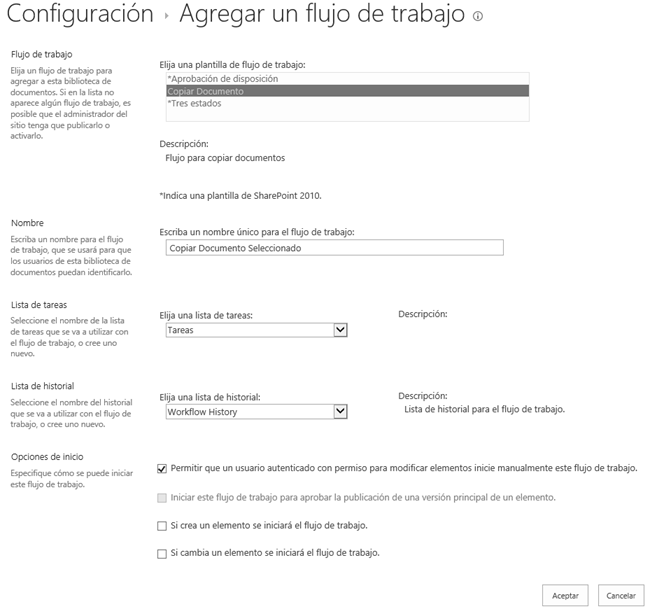 Configuración ▸ Agregar un flujo de trabajo
Flujo de trabajo
Elija un flujo de trabajo para
agregar a esta biblioteca de
documentos. Si en la lista no
aparece algún flujo de trabajo, es
posible que el administrador del
sitio tenga que publicarlo o
activarlo.
Elija una plantilla de flujo de trabajo:
*Aprobación de disposición
Copiar Documento
*Tres estados
Descripción:
Flujo para copiar documentos
*Indica una plantilla de SharePoint 2010.
Nombre
Escriba un nombre para el flujo
de trabajo, que se usará para que
los usuarios de esta biblioteca de
documentos puedan identificarlo.
Escriba un nombre único para el flujo de trabajo:
Copiar Documento Seleccionado
Lista de tareas
Seleccione el nombre de la lista
de tareas que se va a utilizar con
el flujo de trabajo, o cree uno
nuevo.
Elija una lista de tareas:
Tareas
Descripción:
Lista de historial
Seleccione el nombre del historial
que se va a utilizar con el flujo de
trabajo, o cree uno nuevo.
Elija una lista de historial:
Workflow History
Descripción:
Lista de historial para el flujo de trabajo.
Opciones de inicio
Especifique cómo se puede iniciar
este flujo de trabajo.
Permitir que un usuario autenticado con permiso para modificar elementos inicie manualmente este flujo de trabajo.
Iniciar este flujo de trabajo para aprobar la publicación de una versión principal de un elemento.
Si crea un elemento se iniciará el flujo de trabajo.
Si cambia un elemento se iniciará el flujo de trabajo.
Aceptar
Cancelar